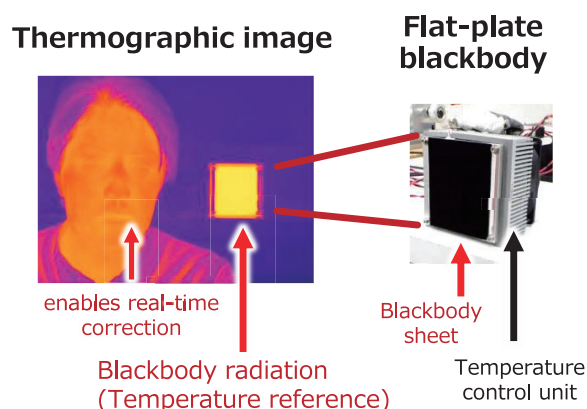 Thermographic image
Flat-plate
blackbody
enables real-time
correction
Blackbody radiation
(Temperature reference)
Blackbody
sheet
Temperature
control unit